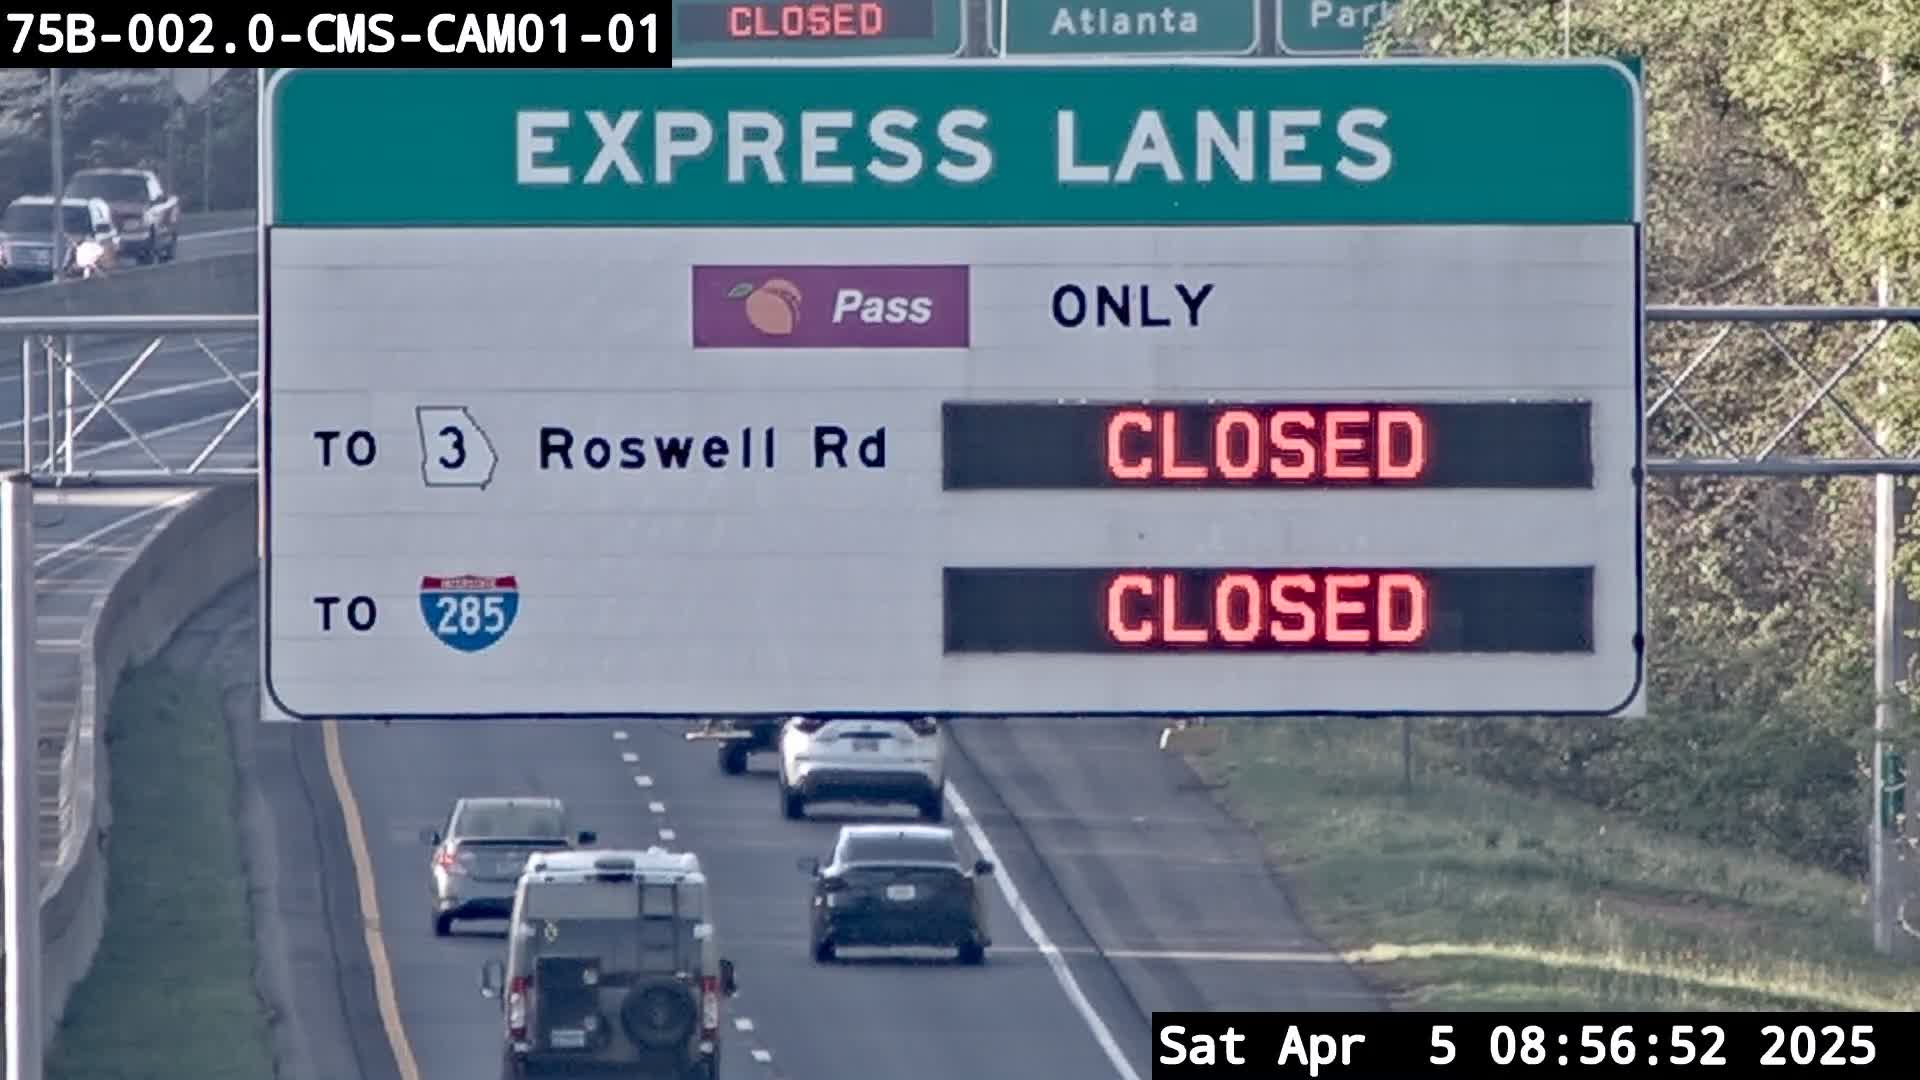 75B-002.0-CMS-CAM01-01
CLOSED
Atlanta
EXPRESS LANES
Pass ONLY
TO 3 Roswell Rd CLOSED
TO INTERSTATE 285 CLOSED
Sat Apr 5 08:56:52 2025